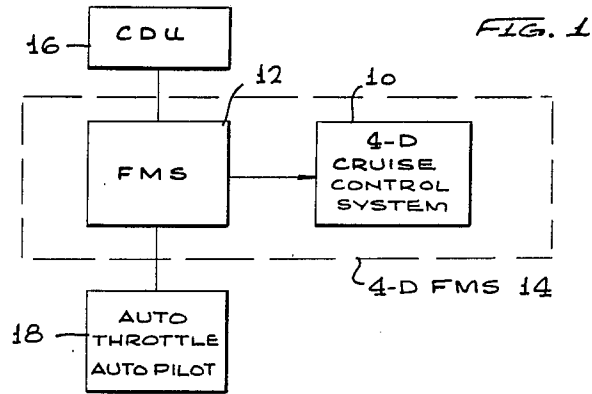 FIG. 1
CDU
16
12
10
FMS
4-D
CRUISE
CONTROL
SYSTEM
4-D FMS 14
18
AUTO
THROTTLE
AUTO PILOT